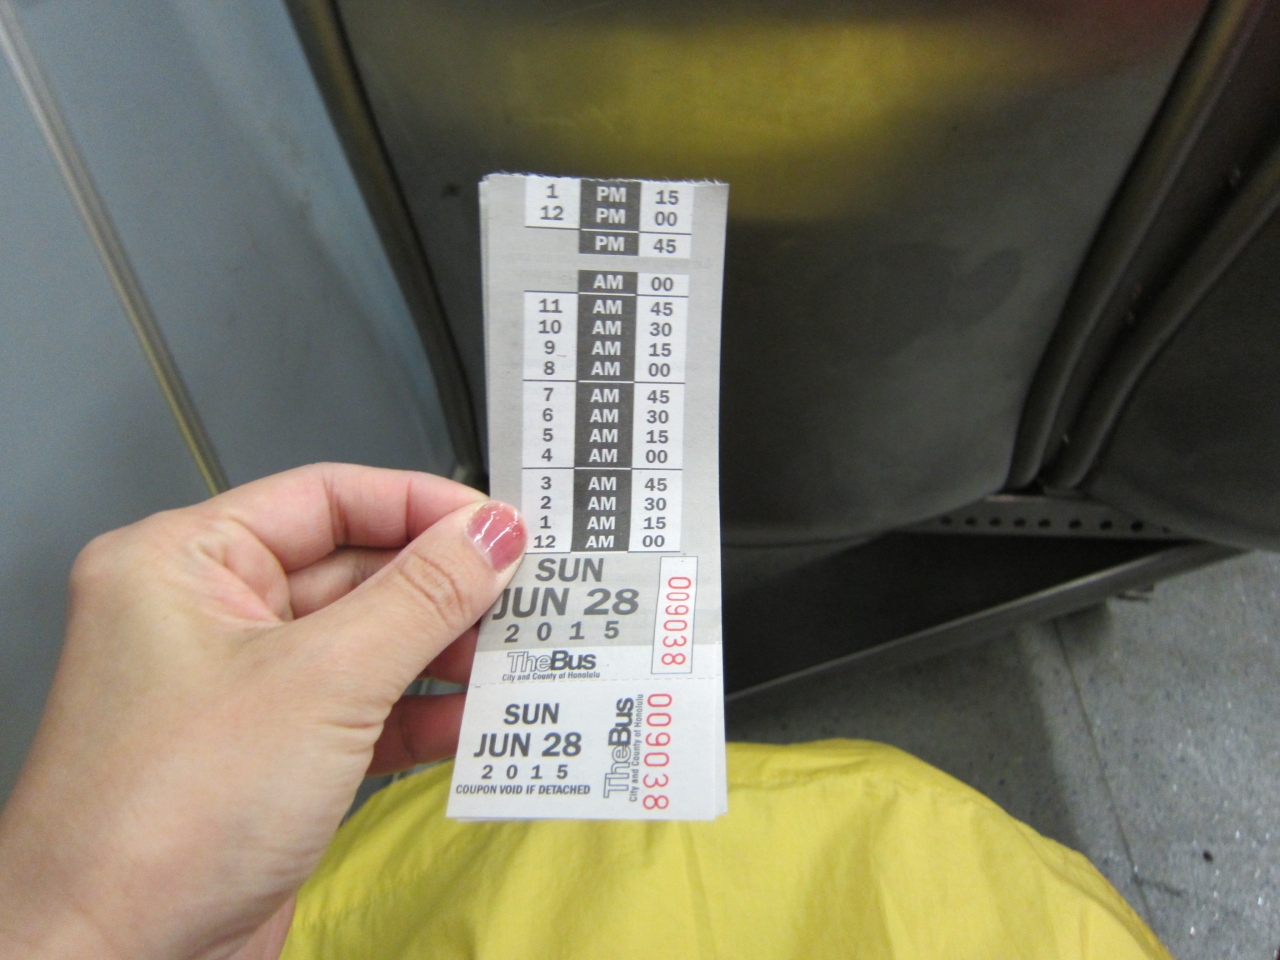 1 PM 15
12 PM 00
PM 45
AM 00
11 AM 45
10 AM 30
9 AM 15
8 AM 00
7 AM 45
6 AM 30
5 AM 15
4 AM 00
3 AM 45
2 AM 30
1 AM 15
12 AM 00
SUN
JUN 28
2015
009038
TheBus
City and County of Honolulu
SUN
JUN 28
2015
COUPON VOID IF DETACHED
TheBus
City and County of Honolulu
009038